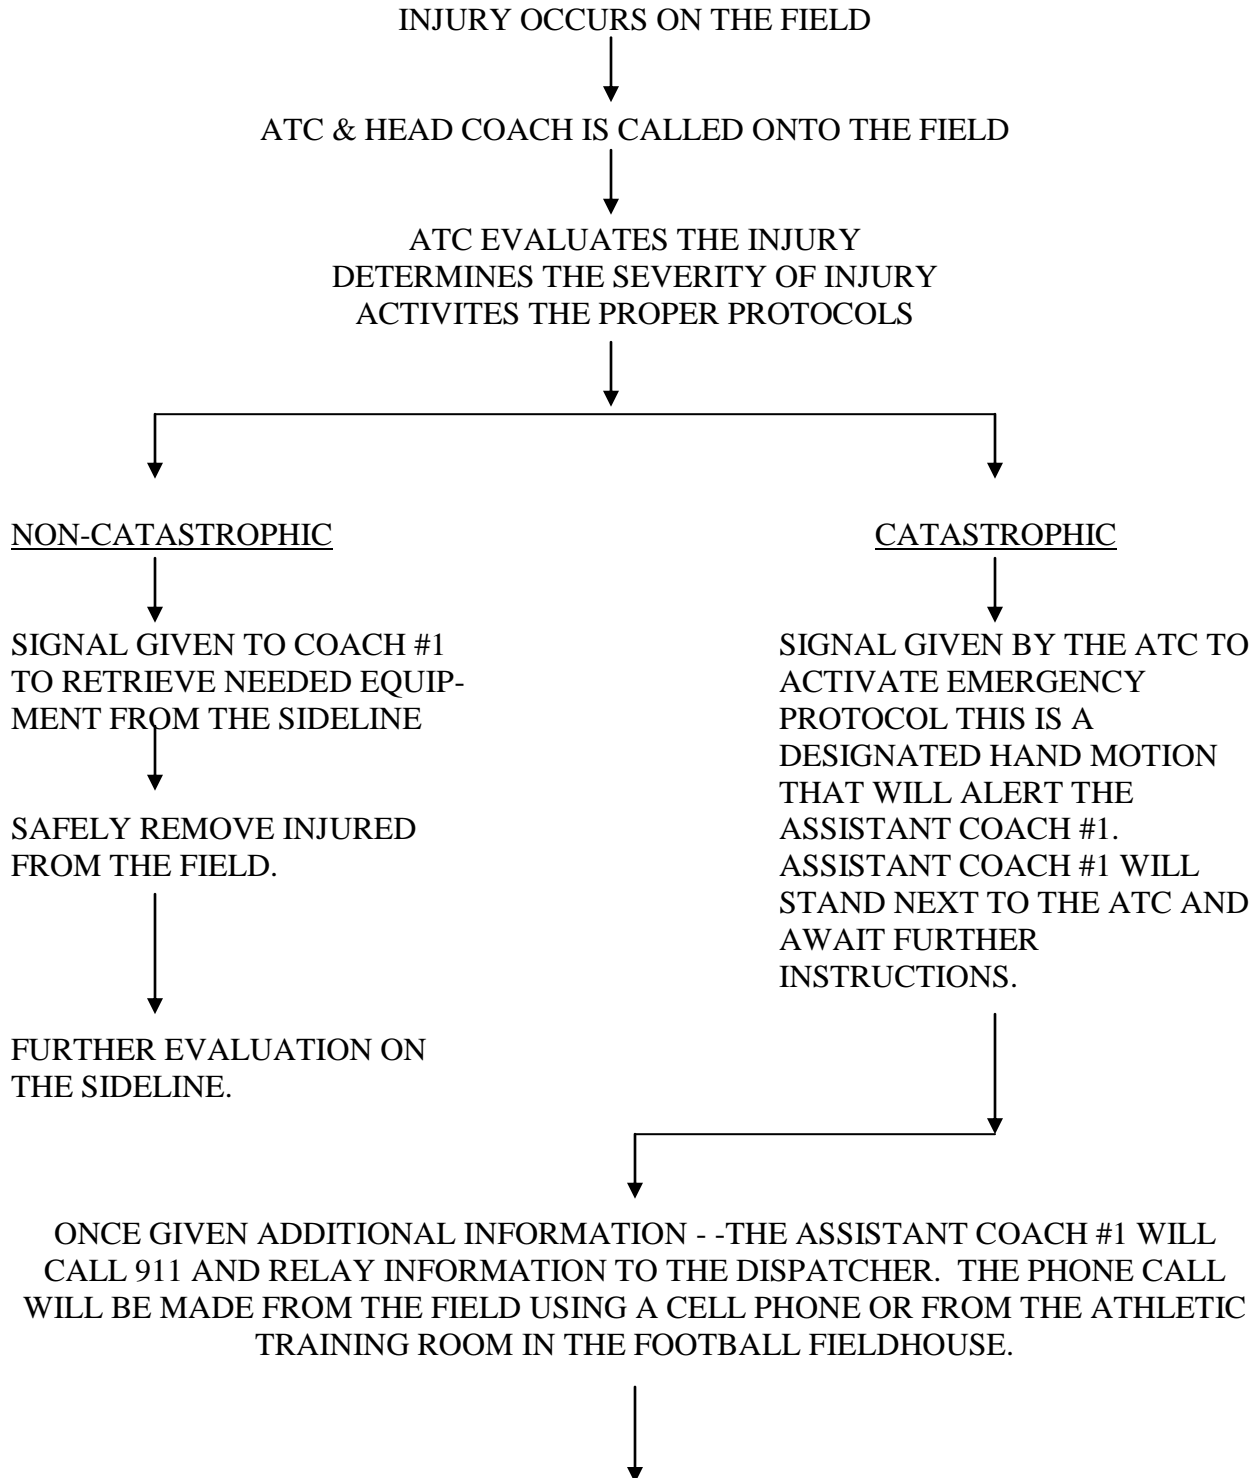 INJURY OCCURS ON THE FIELD
ATC & HEAD COACH IS CALLED ONTO THE FIELD
ATC EVALUATES THE INJURY
DETERMINES THE SEVERITY OF INJURY
ACTIVITES THE PROPER PROTOCOLS
NON-CATASTROPHIC
SIGNAL GIVEN TO COACH #1
TO RETRIEVE NEEDED EQUIP-
MENT FROM THE SIDELINE
SAFELY REMOVE INJURED
FROM THE FIELD.
FURTHER EVALUATION ON
THE SIDELINE.
CATASTROPHIC
SIGNAL GIVEN BY THE ATC TO
ACTIVATE EMERGENCY
PROTOCOL THIS IS A
DESIGNATED HAND MOTION
THAT WILL ALERT THE
ASSISTANT COACH #1.
ASSISTANT COACH #1 WILL
STAND NEXT TO THE ATC AND
AWAIT FURTHER
INSTRUCTIONS.
ONCE GIVEN ADDITIONAL INFORMATION - -THE ASSISTANT COACH #1 WILL
CALL 911 AND RELAY INFORMATION TO THE DISPATCHER.  THE PHONE CALL
WILL BE MADE FROM THE FIELD USING A CELL PHONE OR FROM THE ATHLETIC
TRAINING ROOM IN THE FOOTBALL FIELDHOUSE.